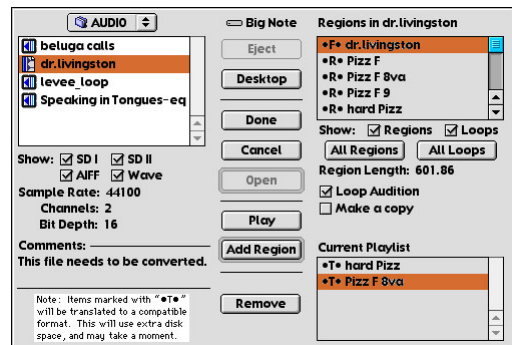 AUDIO
beluga calls
dr.livingston
levee_loop
Speaking in Tongues-eq
Show: SD I SD II
AIFF Wave
Sample Rate: 44100
Channels: 2
Bit Depth: 16
Comments:
This file needs to be converted.
Note: Items marked with "•T•"
will be translated to a compatible
format. This will use extra disk
space, and may take a moment.
Big Note
Eject
Desktop
Done
Cancel
Open
Play
Add Region
Remove
Regions in dr.livingston
•F• dr.livingston
•R• Pizz F
•R• Pizz F 8va
•R• Pizz F 9
•R• hard Pizz
Show: Regions Loops
All Regions All Loops
Region Length: 601.86
Loop Audition
Make a copy
Current Playlist
•T• hard Pizz
•T• Pizz F 8va